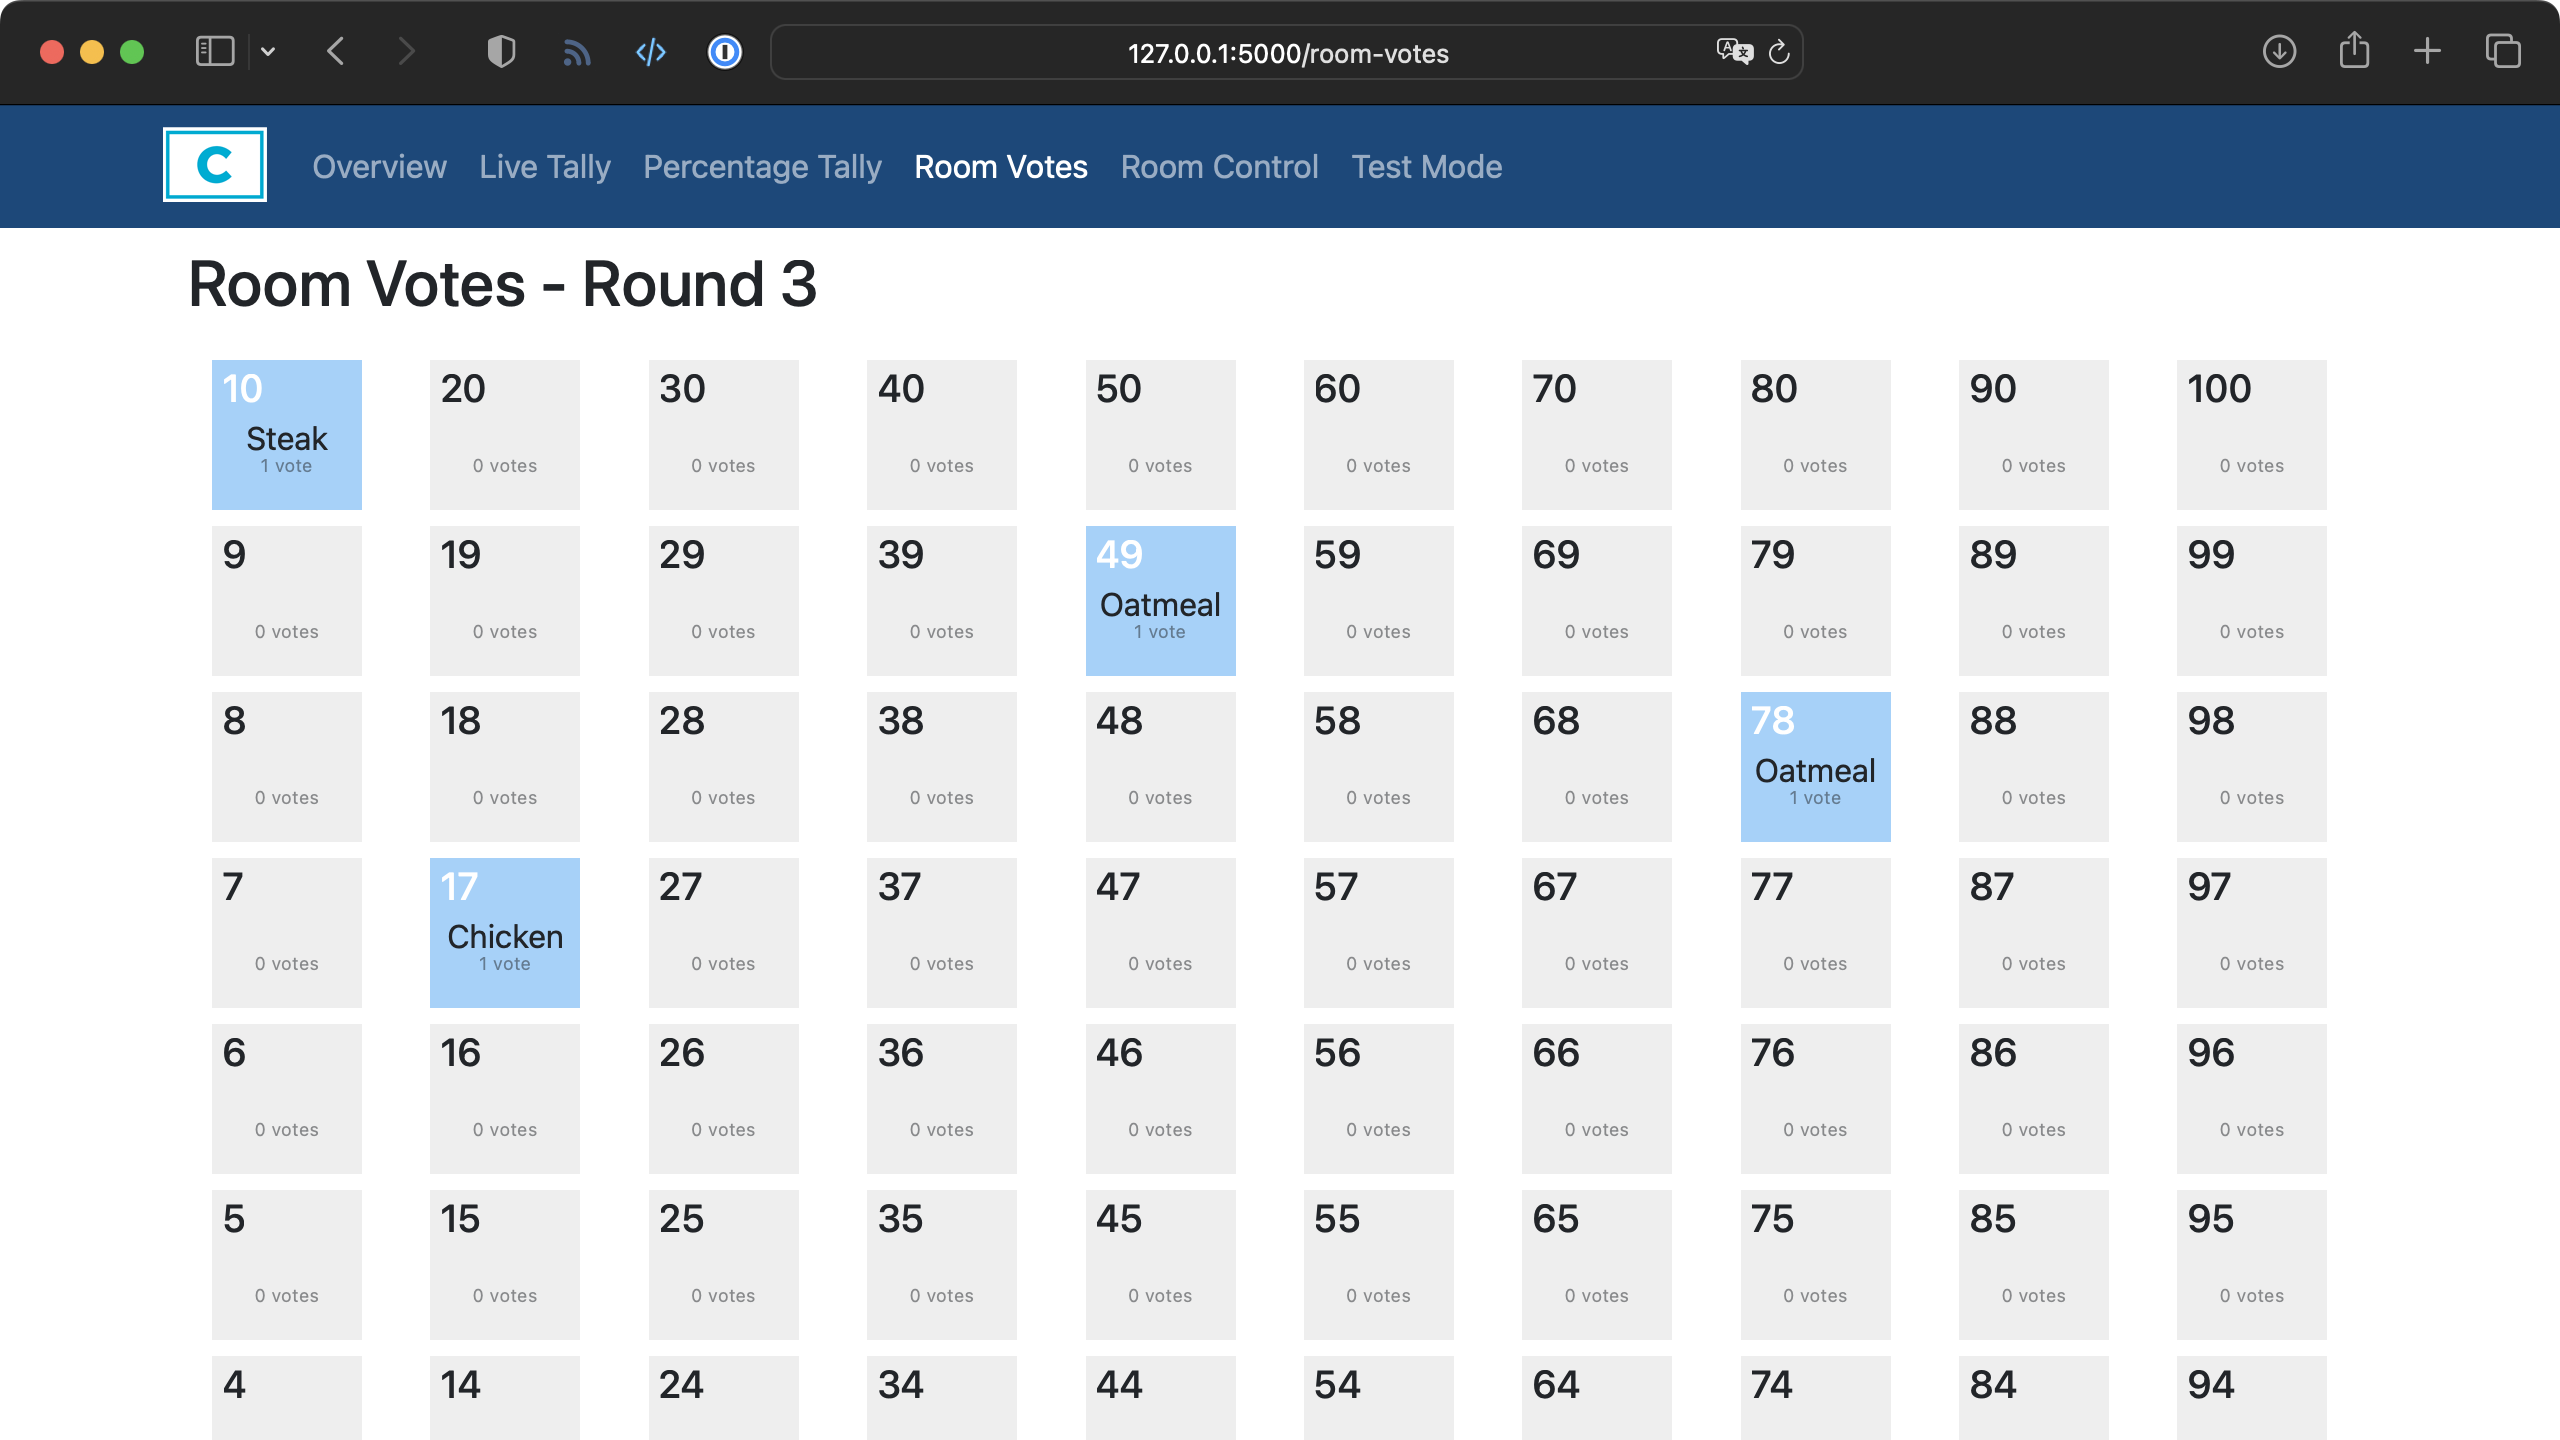 127.0.0.1:5000/room-votes
C Overview Live Tally Percentage Tally Room Votes Room Control Test Mode
Room Votes - Round 3
10 20 30 40 50 60 70 80 90 100
Steak
1 vote 0 votes 0 votes 0 votes 0 votes 0 votes 0 votes 0 votes 0 votes 0 votes
9 19 29 39 49 59 69 79 89 99
Oatmeal
0 votes 0 votes 0 votes 0 votes 1 vote 0 votes 0 votes 0 votes 0 votes 0 votes
8 18 28 38 48 58 68 78 88 98
Oatmeal
0 votes 0 votes 0 votes 0 votes 0 votes 0 votes 0 votes 1 vote 0 votes 0 votes
7 17 27 37 47 57 67 77 87 97
Chicken
0 votes 1 vote 0 votes 0 votes 0 votes 0 votes 0 votes 0 votes 0 votes 0 votes
6 16 26 36 46 56 66 76 86 96
0 votes 0 votes 0 votes 0 votes 0 votes 0 votes 0 votes 0 votes 0 votes 0 votes
5 15 25 35 45 55 65 75 85 95
0 votes 0 votes 0 votes 0 votes 0 votes 0 votes 0 votes 0 votes 0 votes 0 votes
4 14 24 34 44 54 64 74 84 94